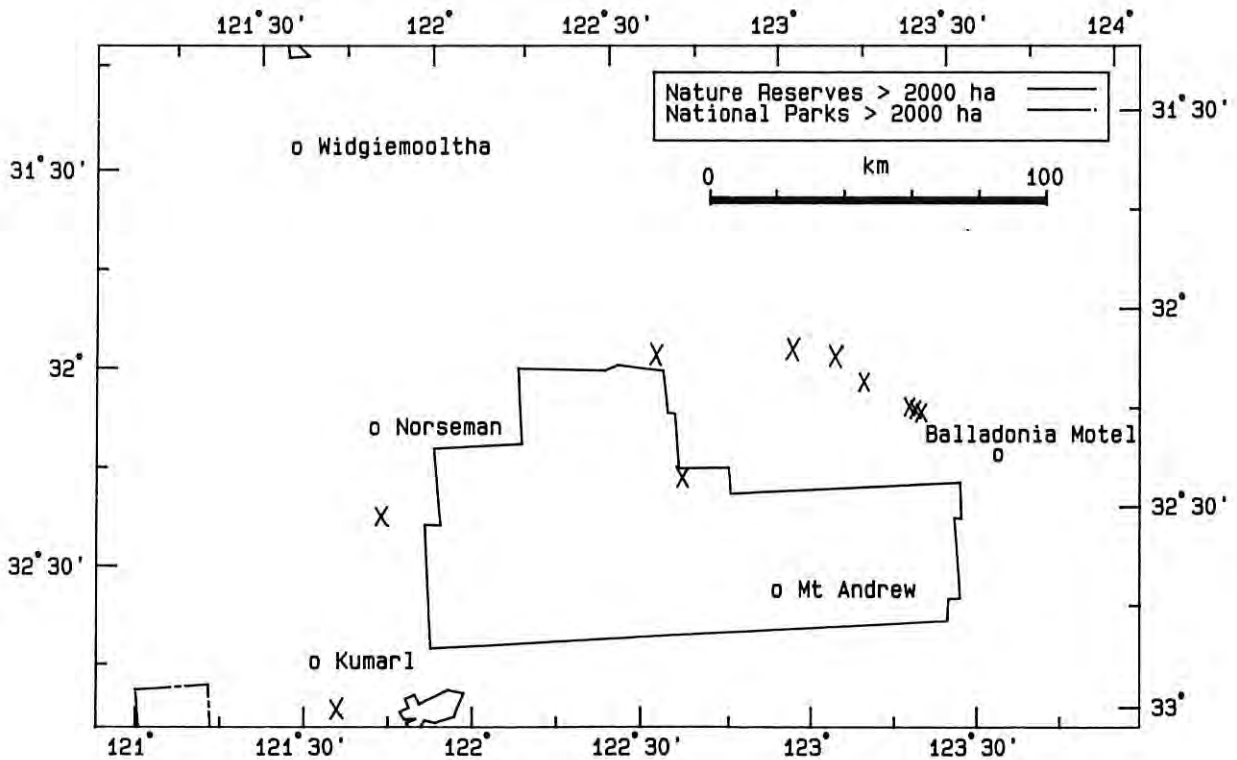 121°30' 122° 122°30' 123° 123°30' 124°
Nature Reserves > 2000 ha
National Parks > 2000 ha
31°30'
Widgiemooltha
31°30'
km
0 100
32°
32°
Norseman
Balladonia Motel
32°30'
32°30'
Mt Andrew
Kumarl
33°
121° 121°30' 122° 122°30' 123° 123°30'